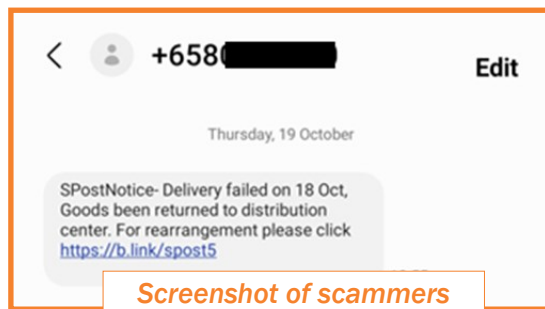 +658
Edit
Thursday, 19 October
SPostNotice- Delivery failed on 18 Oct,
Goods been returned to distribution
center. For rearrangement please click
https://b.link/spost5
Screenshot of scammers